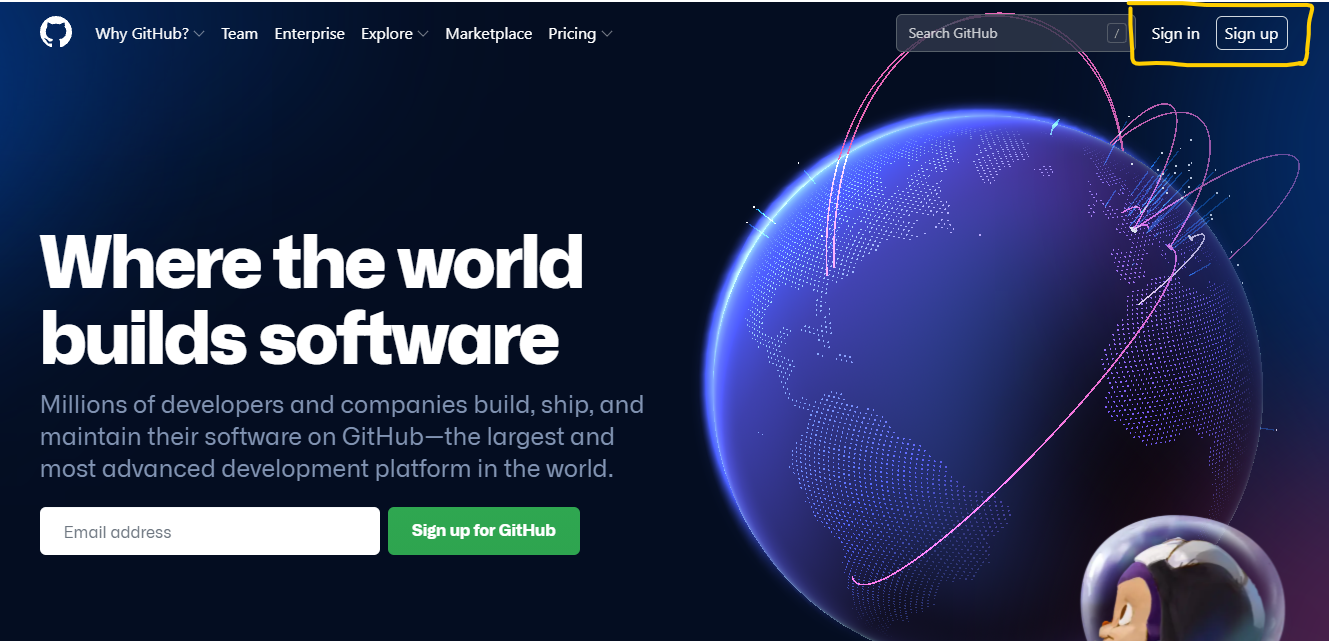 Why GitHub? Team Enterprise Explore Marketplace Pricing Search GitHub / Sign in Sign up
Where the world
builds software
Millions of developers and companies build, ship, and
maintain their software on GitHub—the largest and
most advanced development platform in the world.
Email address Sign up for GitHub